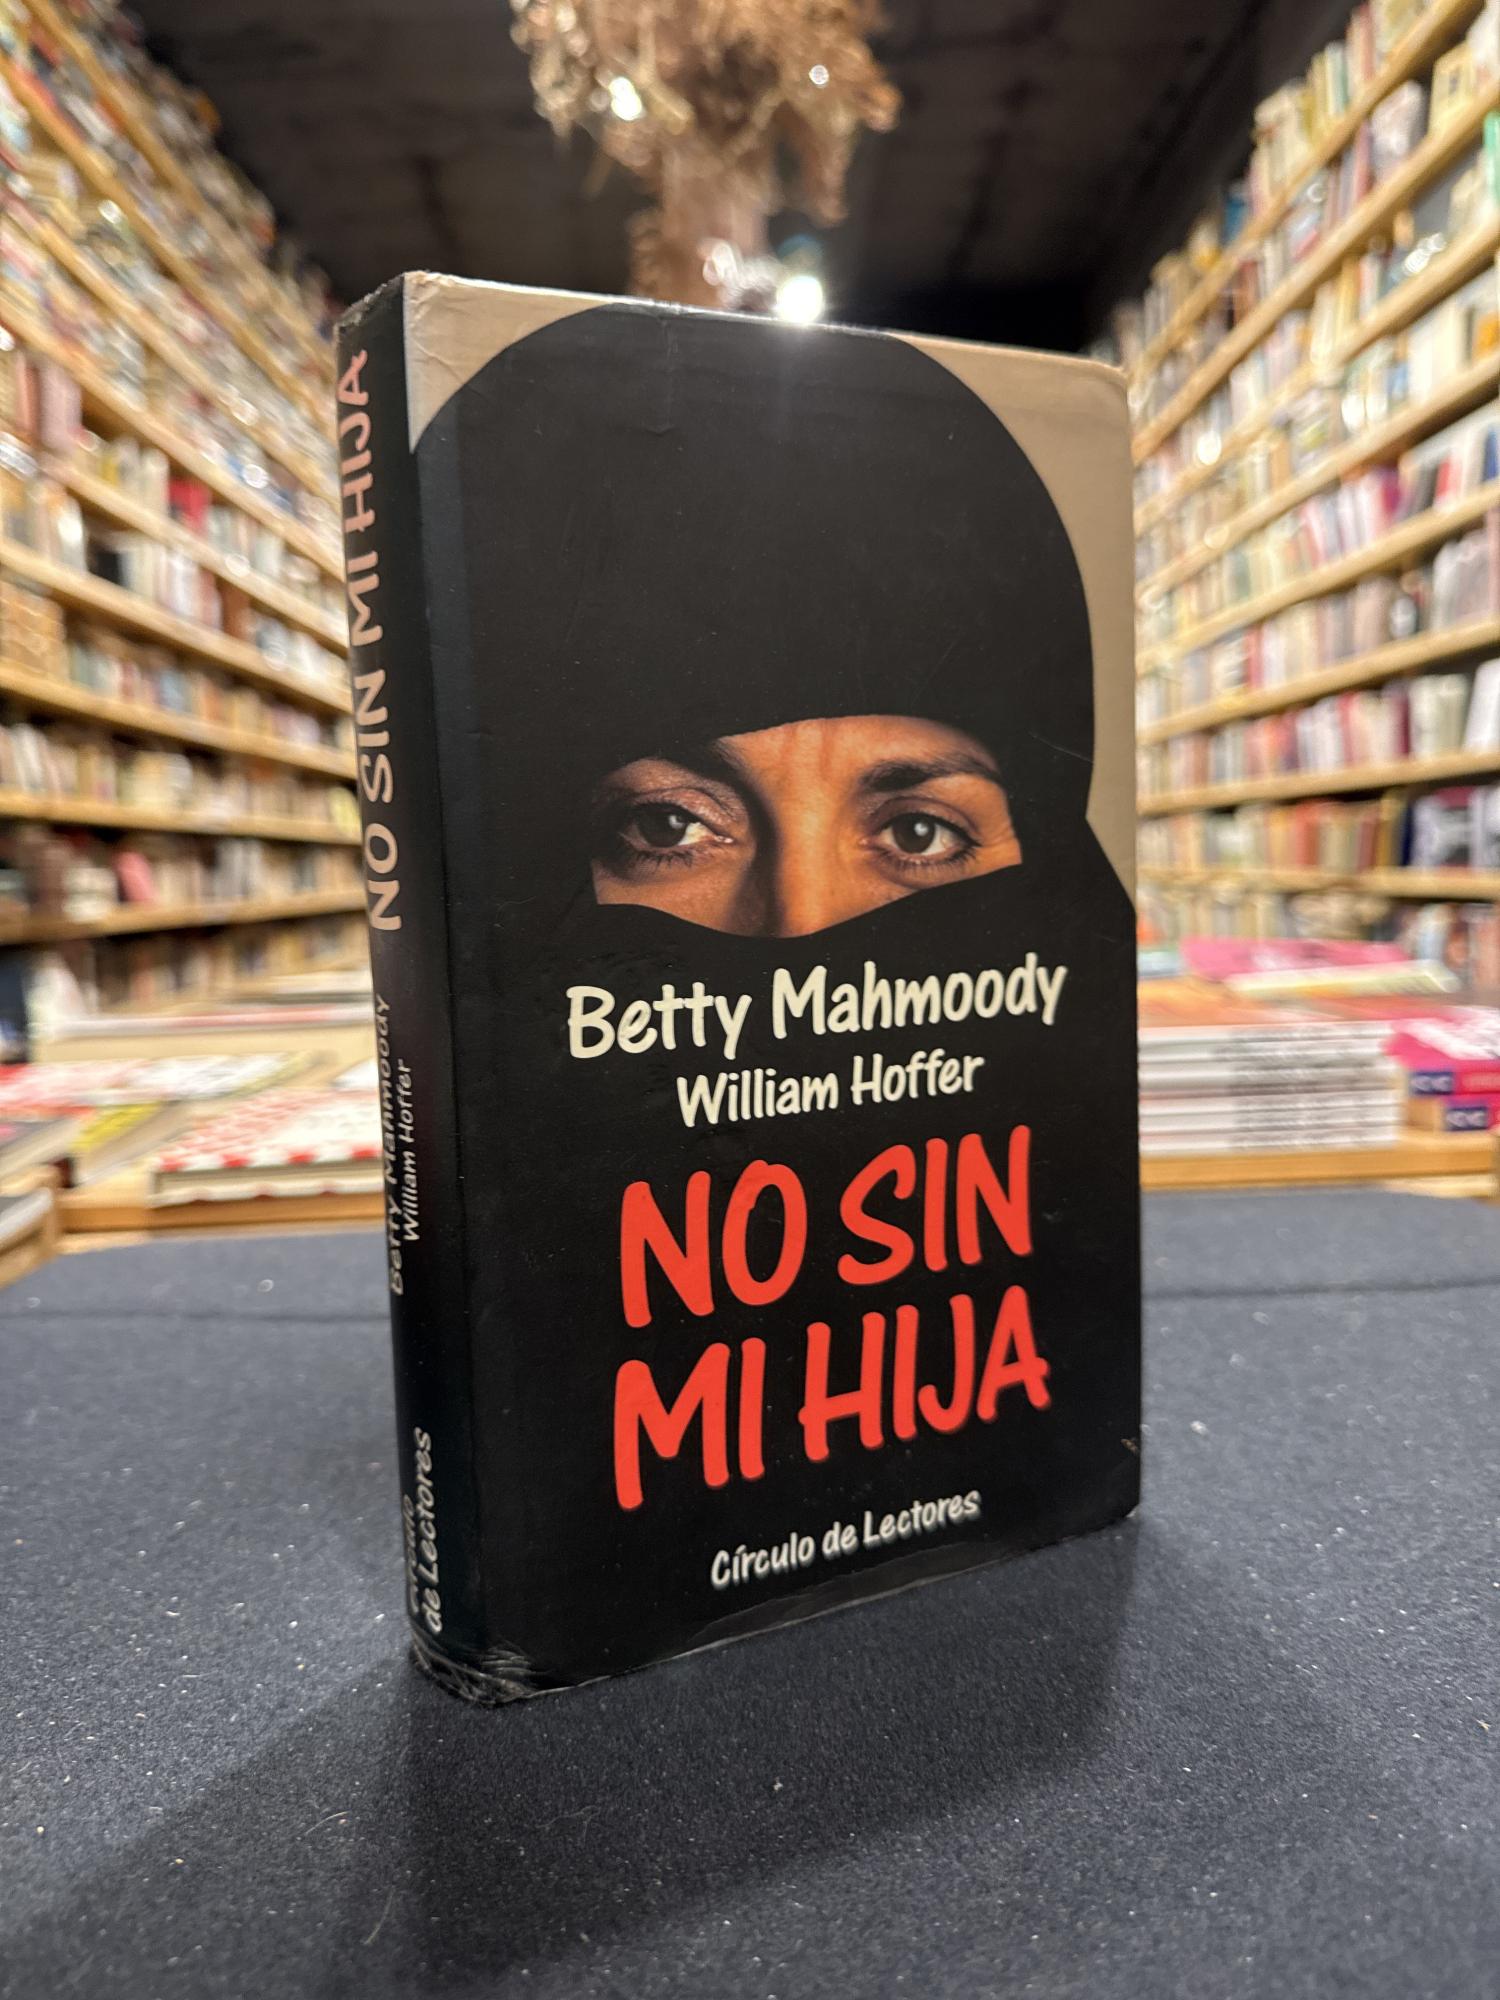 NO SIN MI HIJA
Betty Mahmoody
William Hoffer
Círculo
de Lectores
Betty Mahmoody
William Hoffer
NO SIN
MI HIJA
Círculo de Lectores